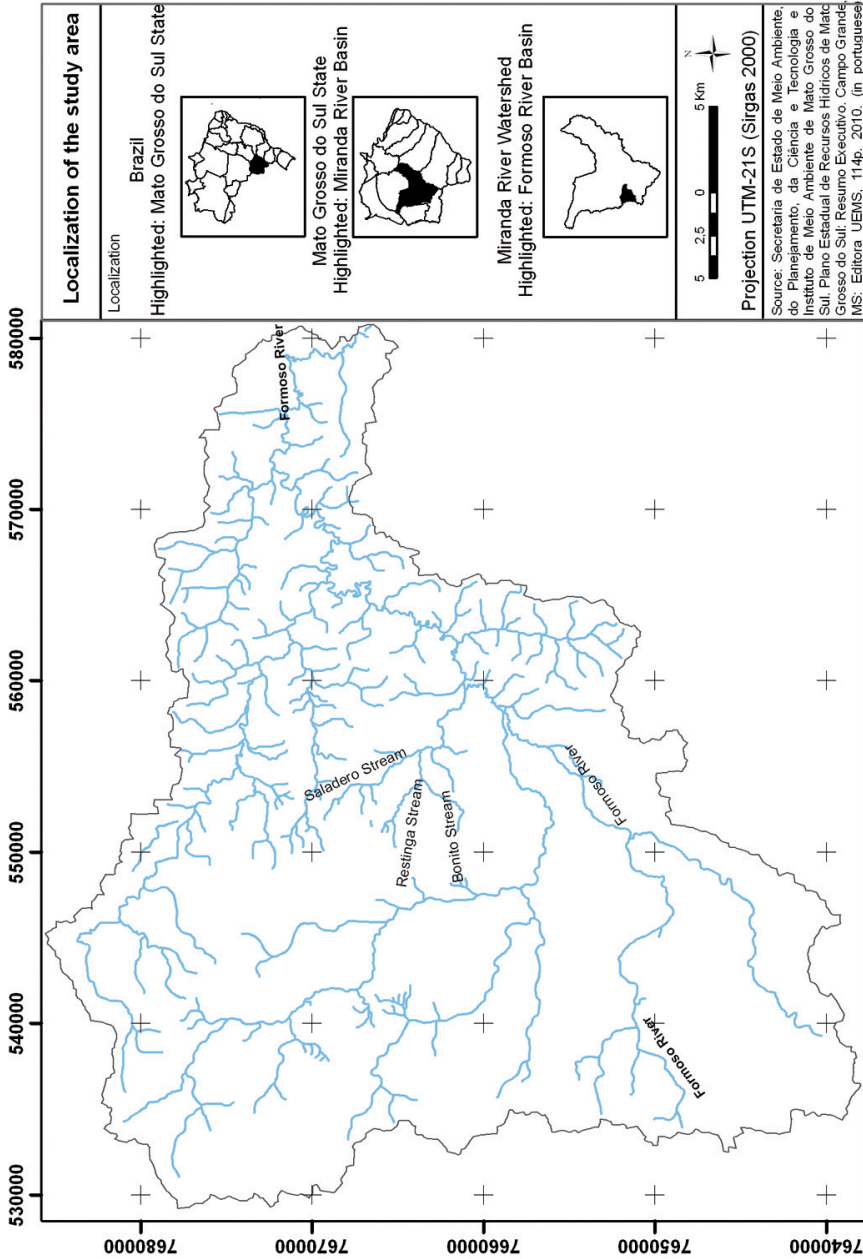 Localization of the study area
Localization
Brazil
Highlighted: Mato Grosso do Sul State
Mato Grosso do Sul State
Highlighted: Miranda River Basin
Miranda River Watershed
Highlighted: Formoso River Basin
5 2,5 0 5 Km
N
Projection UTM-21S (Sirgas 2000)
Source: Secretaria de Estado de Meio Ambiente,
do Planejamento, da Ciência e Tecnologia e
Instituto de Meio Ambiente de Mato Grosso do
Sul. Plano Estadual de Recursos Hídricos de Mato
Grosso do Sul: Resumo Executivo. Campo Grande,
MS: Editora UEMS, 114p. 2010. (in portuguese)
530000 540000 550000 560000 570000 580000
7680000
7670000
7660000
7650000
7640000
Formoso River
Saladero Stream
Restinga Stream
Bonito Stream
Formoso River
Formoso River